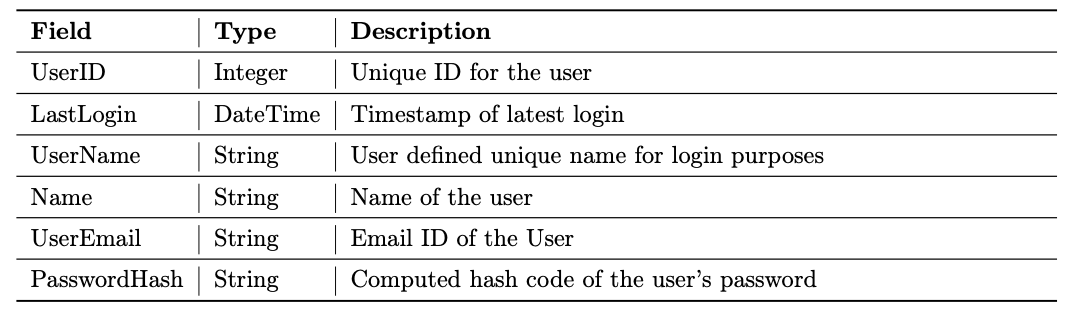 Field Type Description
UserID Integer Unique ID for the user
LastLogin DateTime Timestamp of latest login
UserName String User defined unique name for login purposes
Name String Name of the user
UserEmail String Email ID of the User
PasswordHash String Computed hash code of the user's password